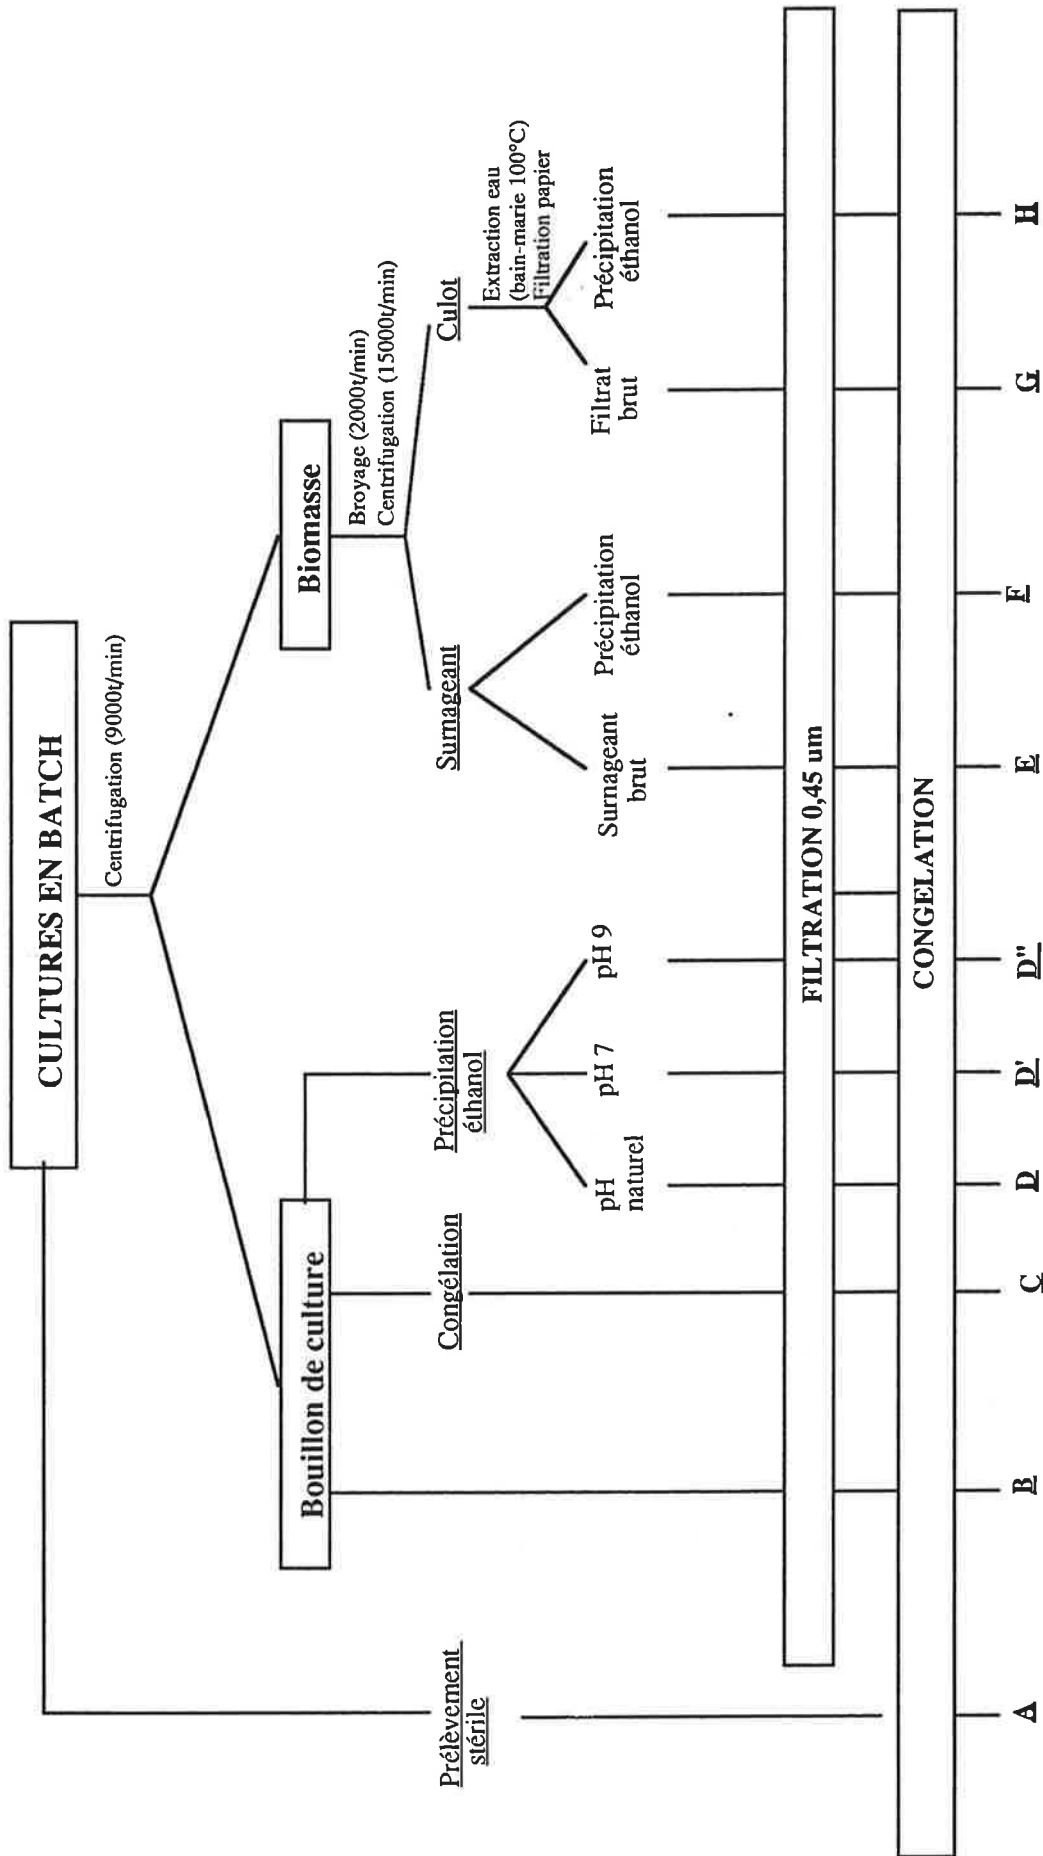 CULTURES EN BATCH
Centrifugation (9000t/min)
Bouillon de culture
Biomasse
Broyage (2000t/min)
Centrifugation (15000t/min)
Prélèvement
stérile
Congélation
Précipitation
éthanol
Surnageant
Culot
Extraction eau
(bain-marie 100°C)
Filtration papier
pH
naturel
pH 7
pH 9
Surnageant
brut
Précipitation
éthanol
Filtrat
brut
Précipitation
éthanol
FILTRATION 0,45 um
CONGELATION
A
B
C
D
D'
D"
E
F
G
H